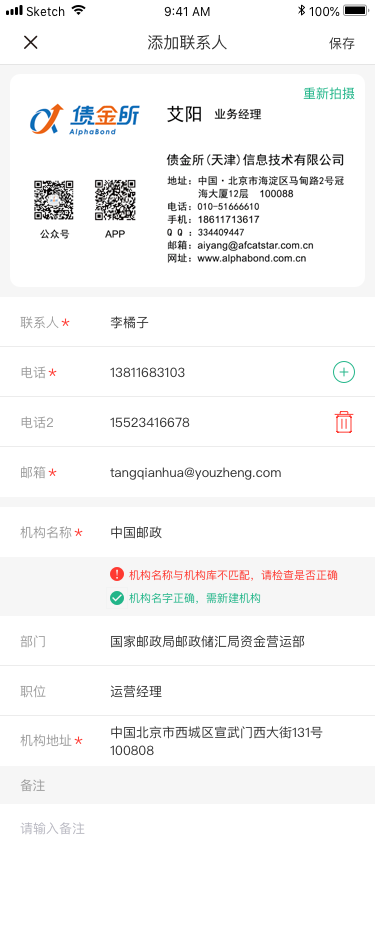 Sketch 9:41 AM 100%
添加联系人 保存
重新拍摄
债金所
AlphaBond
艾阳 业务经理
债金所(天津)信息技术有限公司
地址：中国·北京市海淀区马甸路2号冠
海大厦12层 100088
电话：010-51666610
手机：18611713617
Q Q ：334409447
邮箱：aiyang@afcatstar.com.cn
网址：www.alphabond.com.cn
公众号 APP
联系人* 李橘子
电话* 13811683103
电话2 15523416678
邮箱* tangqianhua@youzheng.com
机构名称* 中国邮政
机构名称与机构库不匹配，请检查是否正确
机构名字正确，需新建机构
部门 国家邮政局邮政储汇局资金营运部
职位 运营经理
机构地址* 中国北京市西城区宣武门西大街131号
100808
备注
请输入备注